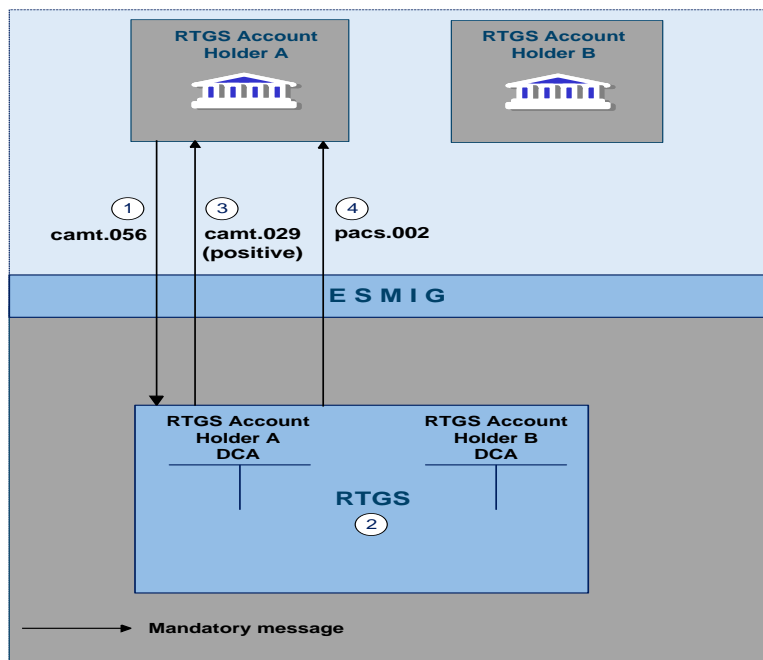 RTGS Account
Holder A
RTGS Account
Holder B
1
3
4
camt.056
camt.029
(positive)
pacs.002
E S M I G
RTGS Account
Holder A
DCA
RTGS Account
Holder B
DCA
RTGS
2
Mandatory message